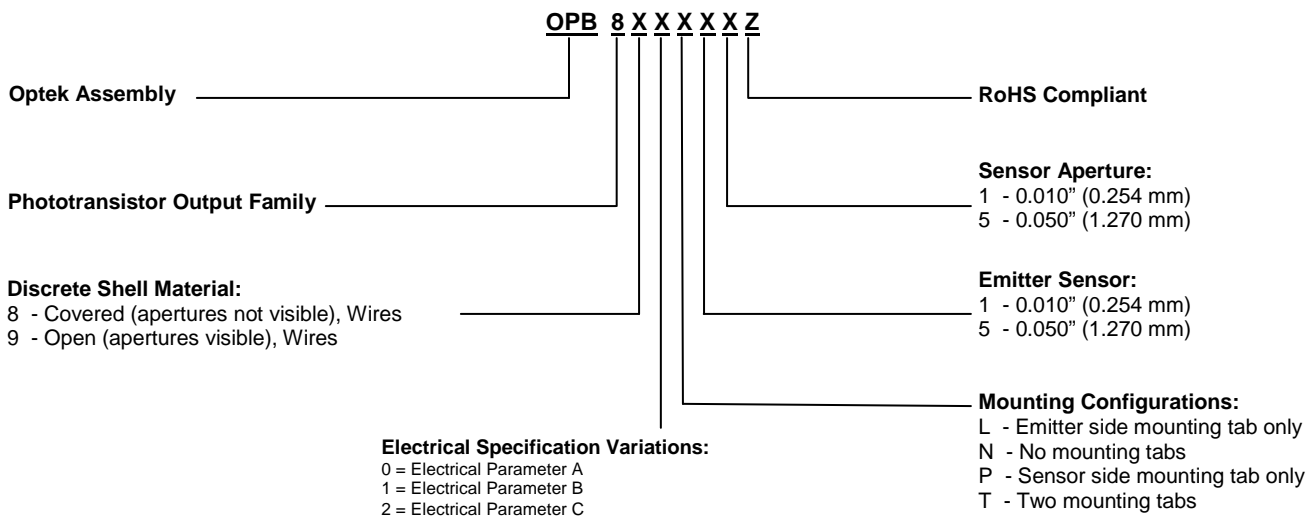 OPB 8 X X X X X Z
Optek Assembly
RoHS Compliant
Sensor Aperture:
1 - 0.010” (0.254 mm)
5 - 0.050” (1.270 mm)
Phototransistor Output Family
Emitter Sensor:
1 - 0.010” (0.254 mm)
5 - 0.050” (1.270 mm)
Discrete Shell Material:
8 - Covered (apertures not visible), Wires
9 - Open (apertures visible), Wires
Mounting Configurations:
L - Emitter side mounting tab only
N - No mounting tabs
P - Sensor side mounting tab only
T - Two mounting tabs
Electrical Specification Variations:
0 = Electrical Parameter A
1 = Electrical Parameter B
2 = Electrical Parameter C